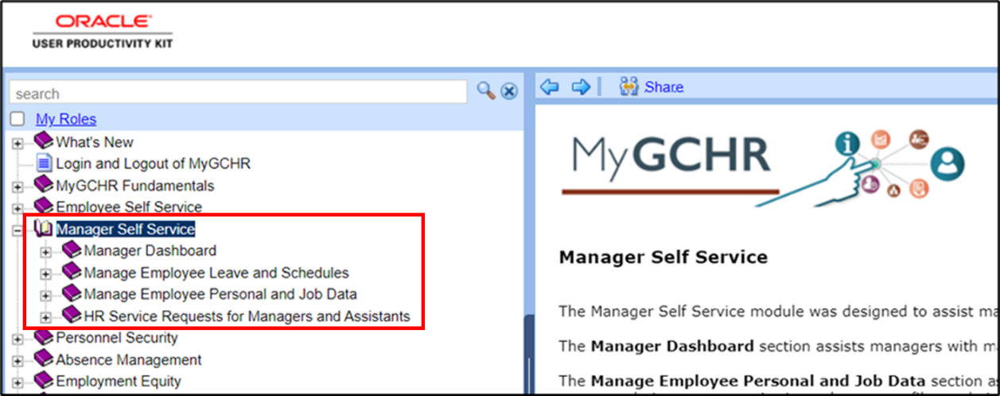 ORACLE
USER PRODUCTIVITY KIT
search
My Roles
What's New
Login and Logout of MyGCHR
MyGCHR Fundamentals
Employee Self Service
Manager Self Service
Manager Dashboard
Manage Employee Leave and Schedules
Manage Employee Personal and Job Data
HR Service Requests for Managers and Assistants
Personnel Security
Absence Management
Employment Equity
Share
MyGCHR
Manager Self Service
The Manager Self Service module was designed to assist
The Manager Dashboard section assists managers with
The Manage Employee Personal and Job Data section